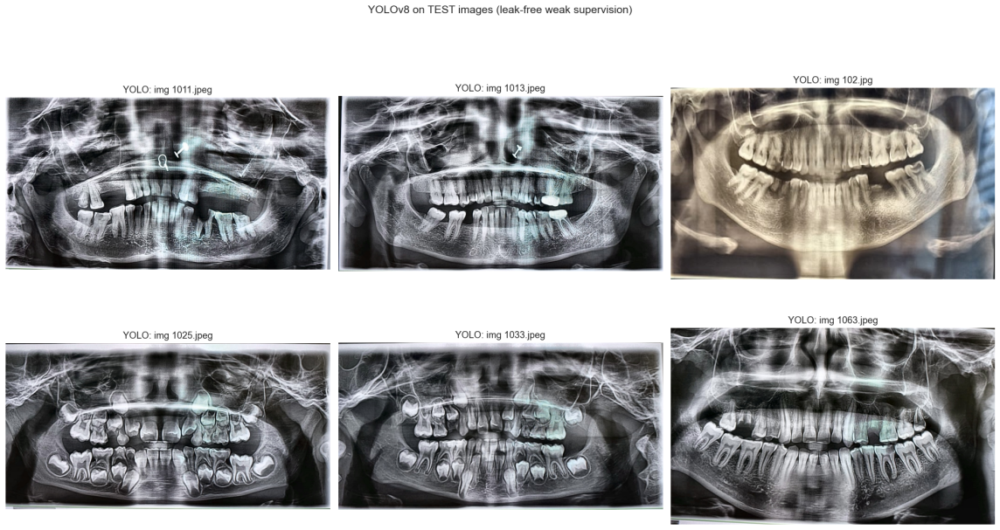 YOLOv8 on TEST images (leak-free weak supervision)
YOLO: img 1011.jpeg
YOLO: img 1013.jpeg
YOLO: img 102.jpg
YOLO: img 1025.jpeg
YOLO: img 1033.jpeg
YOLO: img 1063.jpeg